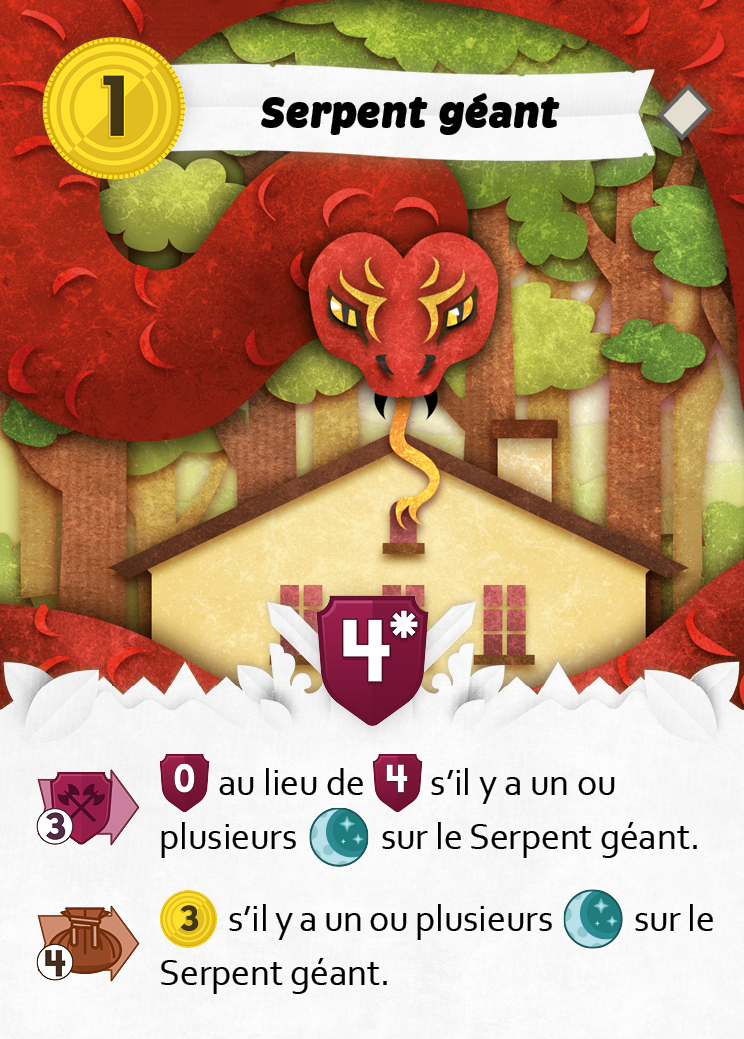 1
Serpent géant
4*
3
0 au lieu de 4 s'il y a un ou
plusieurs sur le Serpent géant.
4
3 s'il y a un ou plusieurs sur le
Serpent géant.